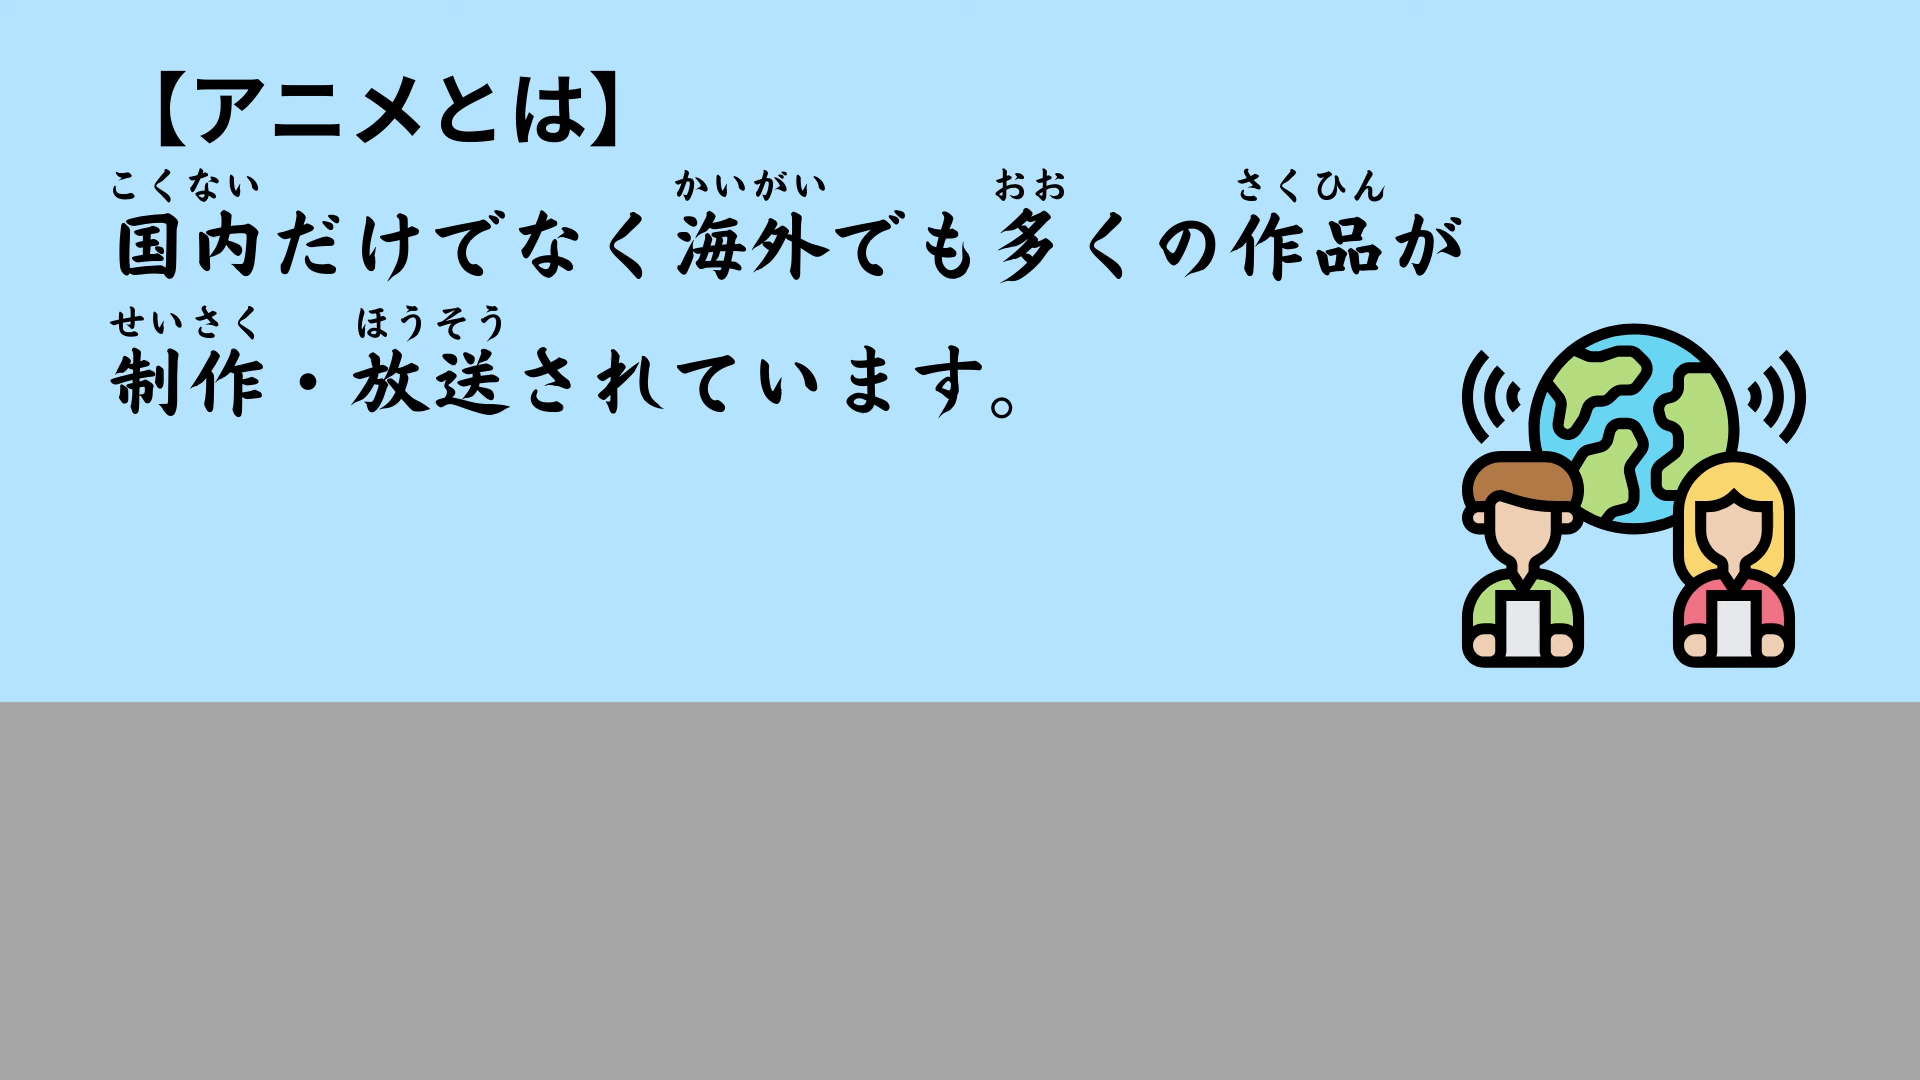 【アニメとは】
こくない かいがい おお さくひん
国内だけでなく海外でも多くの作品が
せいさく ほうそう
制作・放送されています。